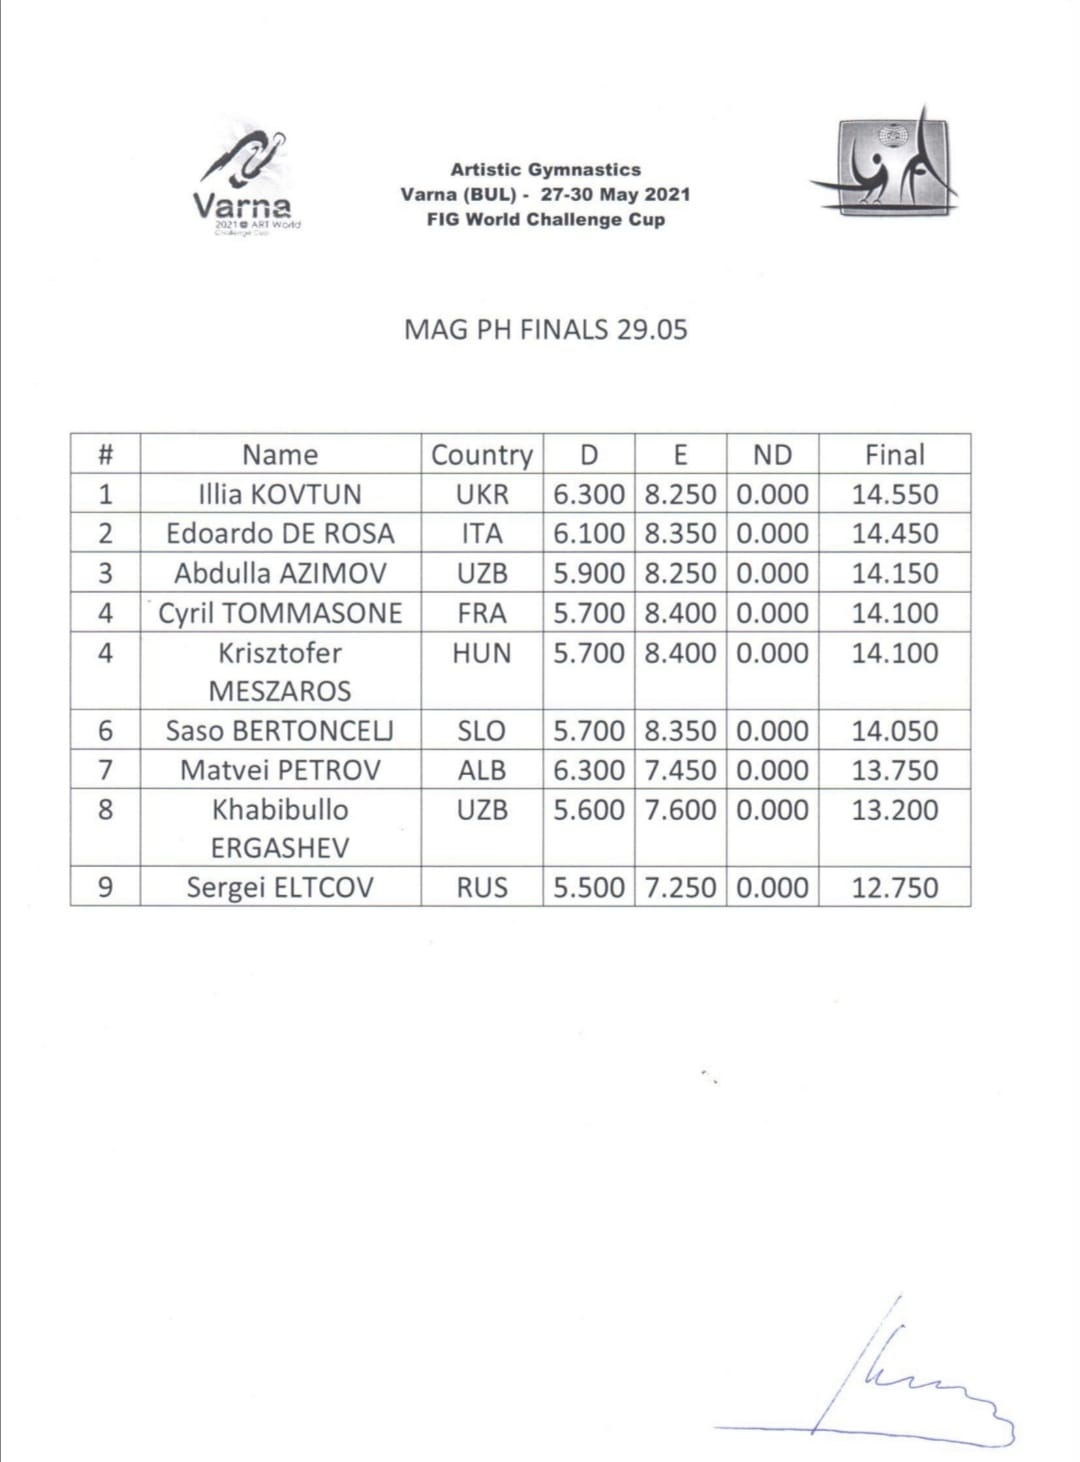 Varna
2021 ART World
Challenge Cup
Artistic Gymnastics
Varna (BUL) - 27-30 May 2021
FIG World Challenge Cup
MAG PH FINALS 29.05
# Name Country D E ND Final
1 Illia KOVTUN UKR 6.300 8.250 0.000 14.550
2 Edoardo DE ROSA ITA 6.100 8.350 0.000 14.450
3 Abdulla AZIMOV UZB 5.900 8.250 0.000 14.150
4 Cyril TOMMASONE FRA 5.700 8.400 0.000 14.100
4 Krisztofer HUN 5.700 8.400 0.000 14.100
MESZAROS
6 Saso BERTONCELJ SLO 5.700 8.350 0.000 14.050
7 Matvei PETROV ALB 6.300 7.450 0.000 13.750
8 Khabibullo UZB 5.600 7.600 0.000 13.200
ERGASHEV
9 Sergei ELTCOV RUS 5.500 7.250 0.000 12.750